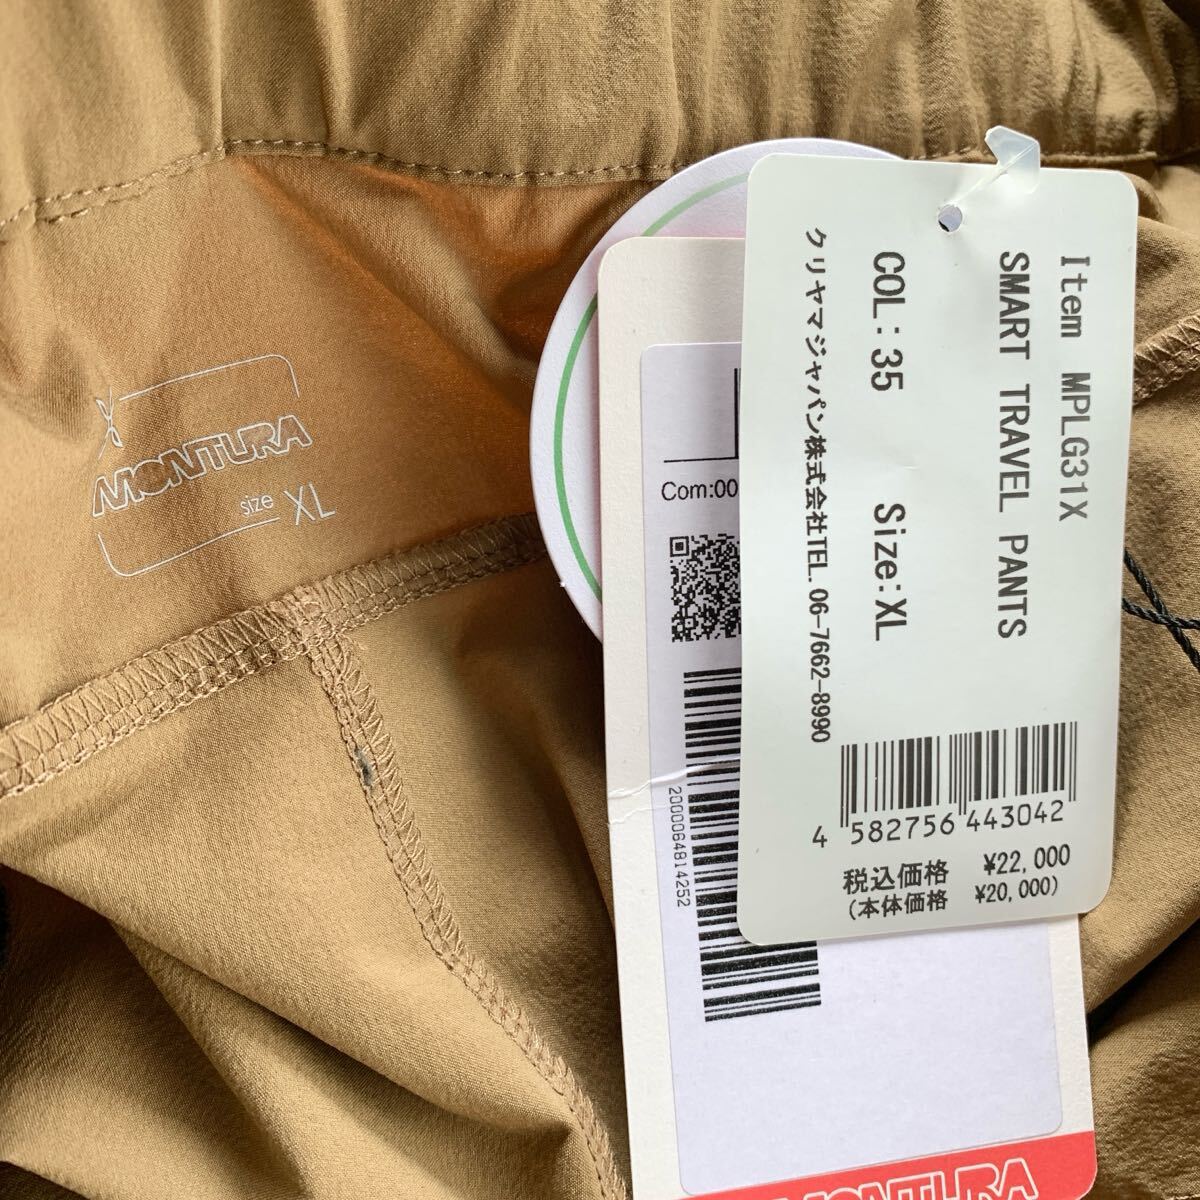 MONTURA
size XL
Item MPLG31X
SMART TRAVEL PANTS
COL:35 Size:XL
クリヤマジャパン株式会社TEL. 06-7662-8990
4 582756 443042
税込価格 ¥22,000
(本体価格 ¥20,000)
Com:00
2000064814252
MONTURA